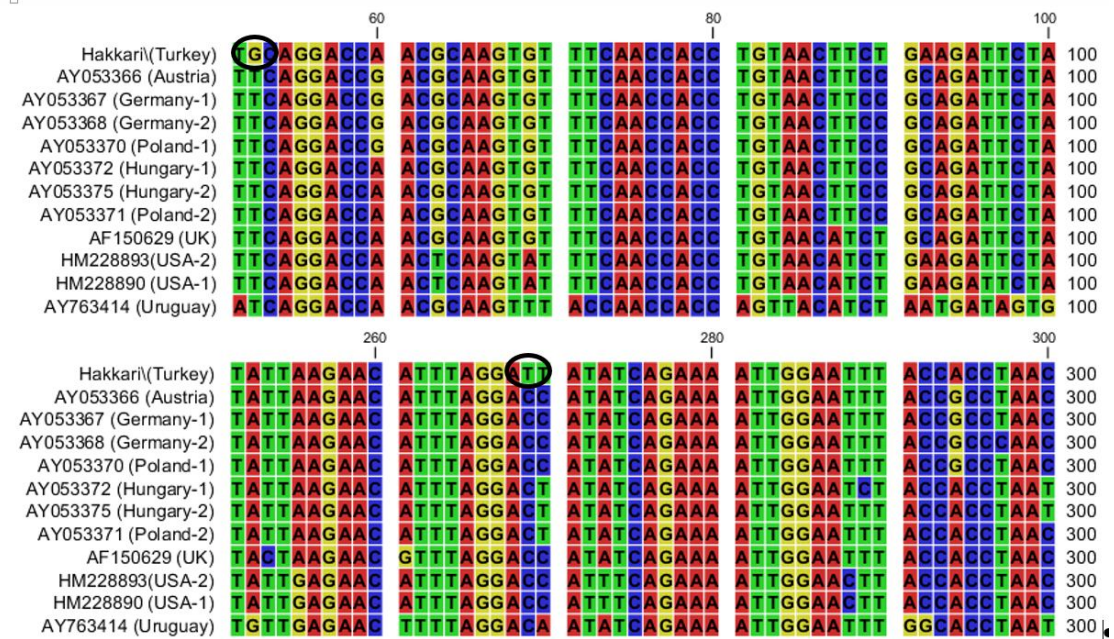 60 80 100
Hakkari\(Turkey) TGCAGGACCA ACGCAAGTGT TTCAACCACC TGTAACTTCT GAAGATTCTA 100
AY053366 (Austria) TTCAGGACCG ACGCAAGTGT TTCAACCACC TGTAACTTCC GCAGATTCTA 100
AY053367 (Germany-1) TTCAGGACCG ACGCAAGTGT TTCAACCACC TGTAACTTCC GCAGATTCTA 100
AY053368 (Germany-2) TTCAGGACCG ACGCAAGTGT TTCAACCACC TGTAACTTCC GCAGATTCTA 100
AY053370 (Poland-1) TTCAGGACCG ACGCAAGTGT TTCAACCACC TGTAACTTCC GCAGATTCTA 100
AY053372 (Hungary-1) TTCAGGACCA ACGCAAGTGT TTCAACCACC TGTAACTTCC GCAGATTCTA 100
AY053375 (Hungary-2) TTCAGGACCA ACGCAAGTGT TTCAACCACC TGTAACTTCC GCAGATTCTA 100
AY053371 (Poland-2) TTCAGGACCA ACGCAAGTGT TTCAACCACC TGTAACTTCC GCAGATTCTA 100
AF150629 (UK) TTCAGGACCA ACGCAAGTGT TTCAACCACC TGTAACATCT GCAGATTCTA 100
HM228893(USA-2) TTCAGGACCA ACTCAAGTAT TTCAACCACC TGTAACATCT GAAGATTCTA 100
HM228890 (USA-1) TTCAGGACCA ACTCAAGTAT TTCAACCACC TGTAACATCT GAAGATTCTA 100
AY763414 (Uruguay) ATCAGGACCA ACGCAAGTTT ACCAACCACC AGTTACATCT AATGATAGTG 100
260 280 300
Hakkari\(Turkey) TATTAAGAAC ATTTAGGATT ATATCAGAAA ATTGGAATTT ACCACCTAAC 300
AY053366 (Austria) TATTAAGAAC ATTTAGGACC ATATCAGAAA ATTGGAATTT ACCGCCTAAC 300
AY053367 (Germany-1) TATTAAGAAC ATTTAGGACC ATATCAGAAA ATTGGAATTT ACCGCCTAAC 300
AY053368 (Germany-2) TATTAAGAAC ATTTAGGACC ATATCAGAAA ATTGGAATTT ACCGCCCAAC 300
AY053370 (Poland-1) TATTAAGAAC ATTTAGGACC ATATCAGAAA ATTGGAATTT ACCGCCTAAC 300
AY053372 (Hungary-1) TATTAAGAAC ATTTAGGACT ATATCAGAAA ATTGGAATCT ACCACCTAAT 300
AY053375 (Hungary-2) TATTAAGAAC ATTTAGGACT ATATCAGAAA ATTGGAATTT ACCACCTAAT 300
AY053371 (Poland-2) TATTAAGAAC ATTTAGGACT ATATCAGAAA ATTGGAATTT ACCACCTAAC 300
AF150629 (UK) TACTAAGAAC GTTTAGGACC ATATCAGAAA ATTGGAATTT ACCACCTAAC 300
HM228893(USA-2) TATTGAGAAC ATTTAGGACC ATTTCAGAAA ATTGGAACTT ACCACCTAAC 300
HM228890 (USA-1) TATTGAGAAC ATTTAGGACC ATTTCAGAAA ATTGGAACTT ACCACCTAAC 300
AY763414 (Uruguay) TGTTGAGAAC TTTTAGGACA ATATCAGAAA ATTGGAATTT GGCACCTAAC 300